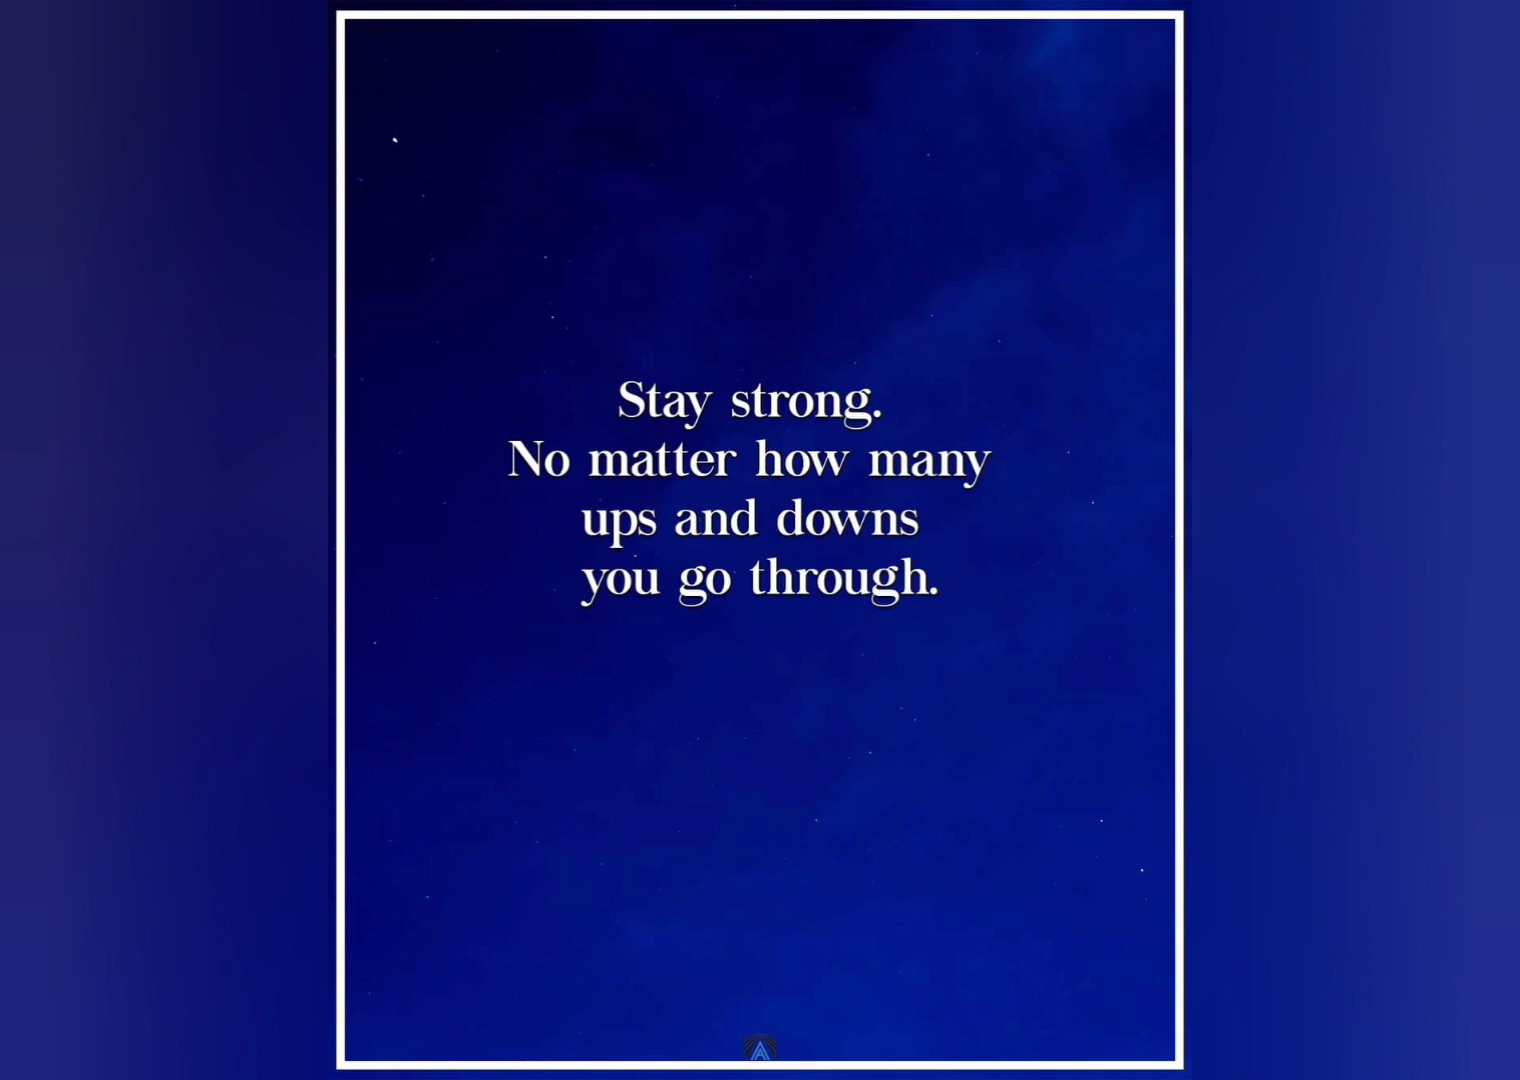 Stay strong.
No matter how many
ups and downs
you go through.